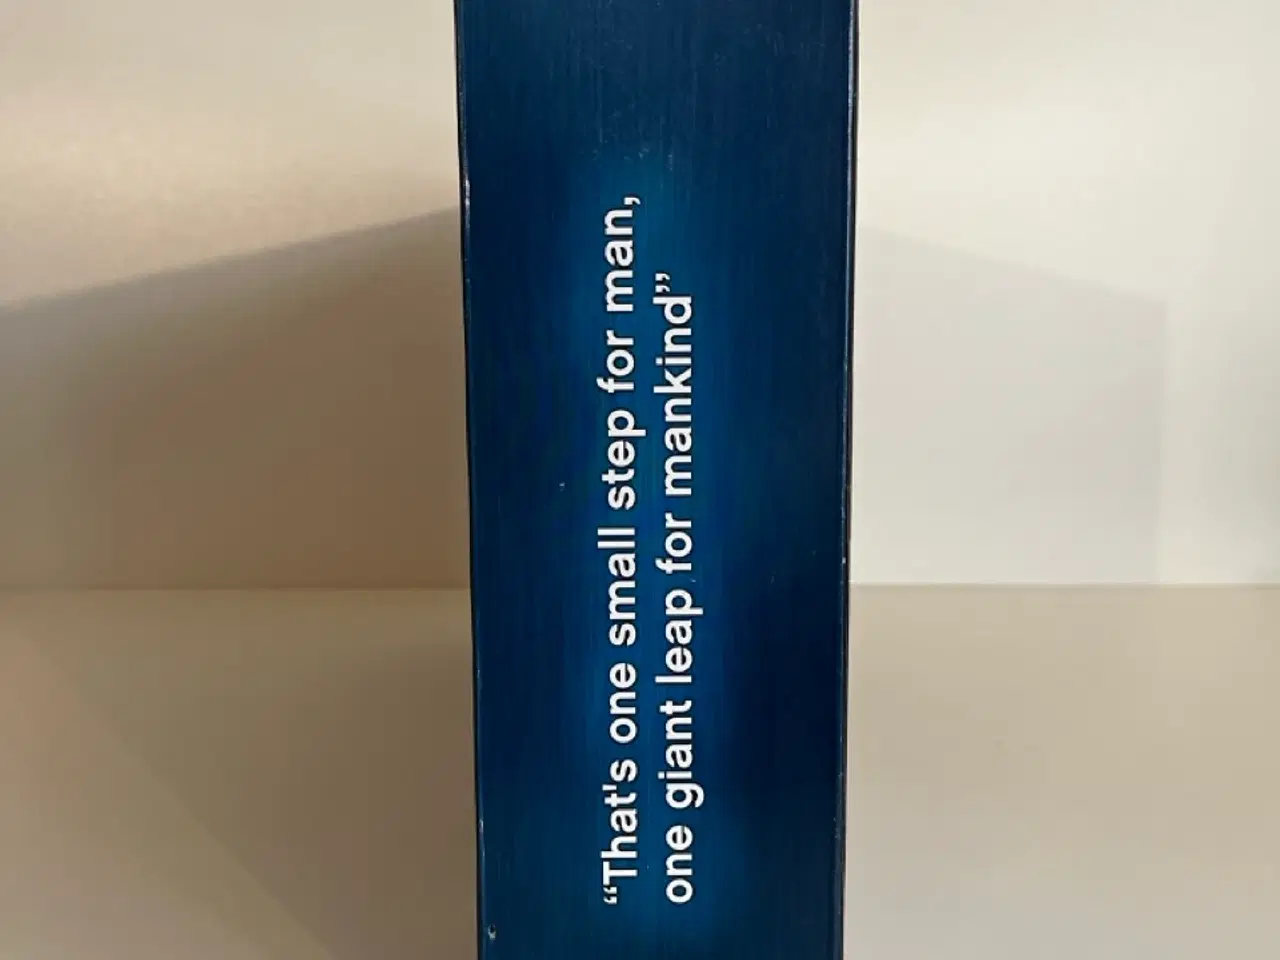 “That's one small step for man,
one giant leap for mankind”